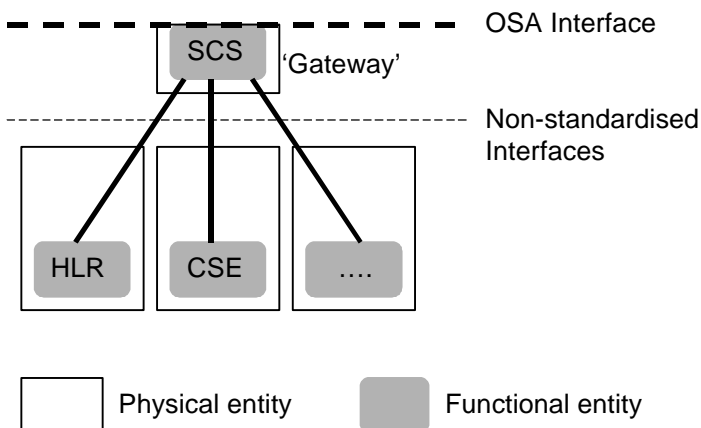 OSA Interface
SCS
‘Gateway’
Non-standardised
Interfaces
HLR
CSE
....
Physical entity
Functional entity